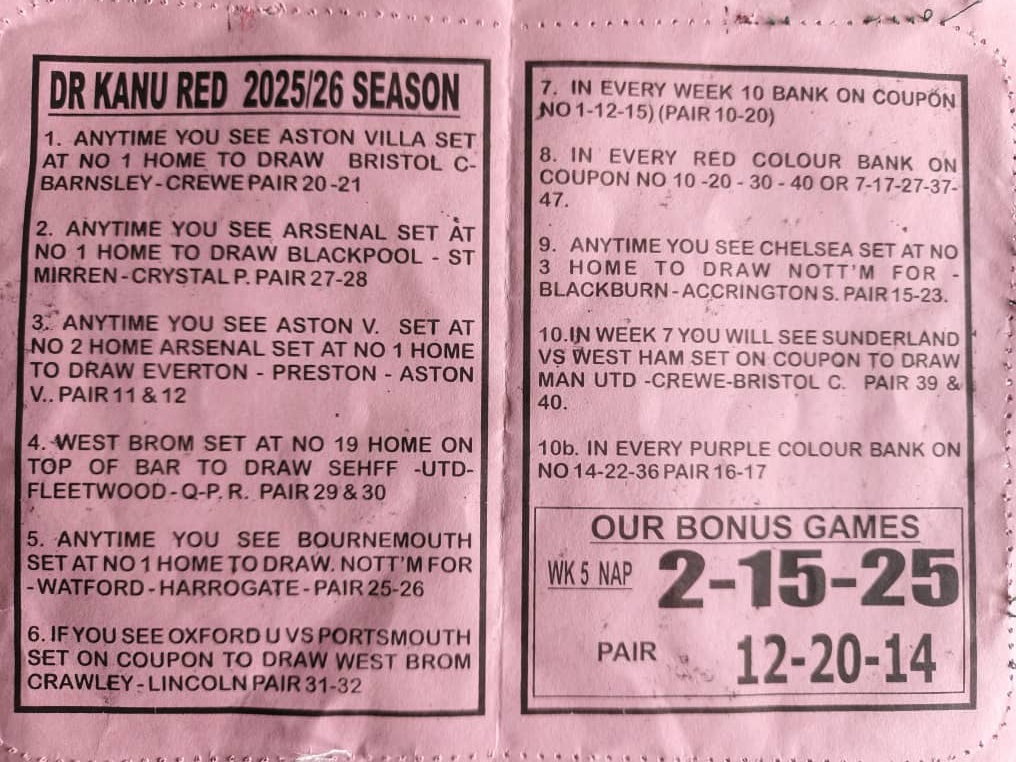 DR KANU RED 2025/26 SEASON
1. ANYTIME YOU SEE ASTON VILLA SET
AT NO 1 HOME TO DRAW BRISTOL C-
BARNSLEY-CREWE PAIR 20 -21
2. ANYTIME YOU SEE ARSENAL SET AT
NO 1 HOME TO DRAW BLACKPOOL - ST
MIRREN-CRYSTAL P. PAIR 27-28
3. ANYTIME YOU SEE ASTON V. SET AT
NO 2 HOME ARSENAL SET AT NO 1 HOME
TO DRAW EVERTON - PRESTON - ASTON
V.. PAIR 11 & 12
4. WEST BROM SET AT NO 19 HOME ON
TOP OF BAR TO DRAW SEHFF -UTD-
FLEETWOOD-Q-P. R. PAIR 29 & 30
5. ANYTIME YOU SEE BOURNEMOUTH
SET AT NO 1 HOME TO DRAW. NOTT'M FOR
-WATFORD-HARROGATE-PAIR 25-26
6. IF YOU SEE OXFORD U VS PORTSMOUTH
SET ON COUPON TO DRAW WEST BROM
CRAWLEY-LINCOLN PAIR 31-32
7. IN EVERY WEEK 10 BANK ON COUPON
NO 1-12-15) (PAIR 10-20)
8. IN EVERY RED COLOUR BANK ON
COUPON NO 10 -20 - 30 - 40 OR 7-17-27-37-
47.
9. ANYTIME YOU SEE CHELSEA SET AT NO
3 HOME TO DRAW NOTT'M FOR -
BLACKBURN-ACCRINGTON S. PAIR 15-23.
10.IN WEEK 7 YOU WILL SEE SUNDERLAND
VS WEST HAM SET ON COUPON TO DRAW
MAN UTD -CREWE-BRISTOL C. PAIR 39 &
40.
10b. IN EVERY PURPLE COLOUR BANK ON
NO 14-22-36 PAIR 16-17
OUR BONUS GAMES
WK 5 NAP 2-15-25
PAIR 12-20-14